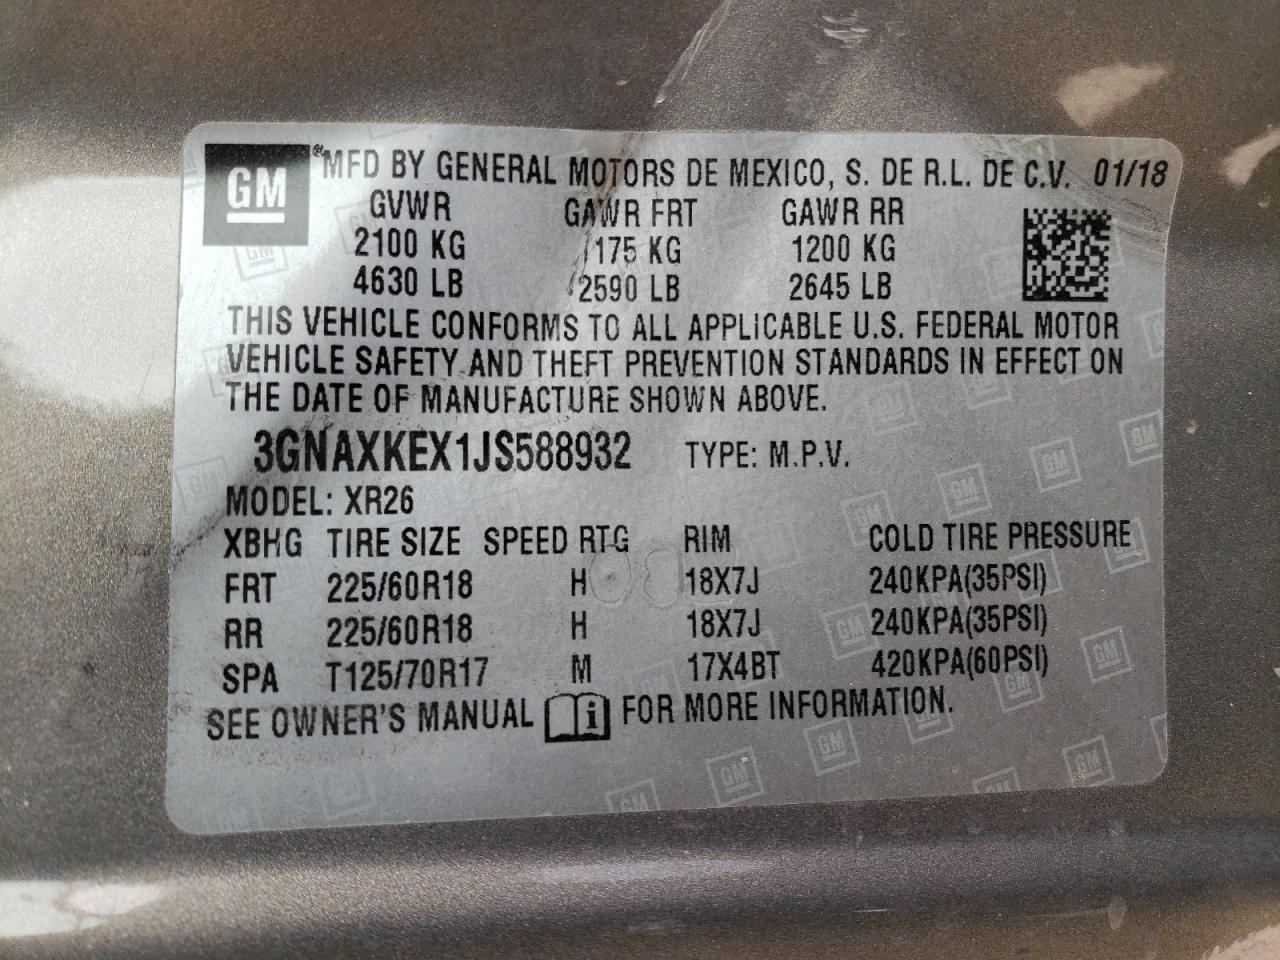 GM ® MFD BY GENERAL MOTORS DE MEXICO, S. DE R.L. DE C.V. 01/18
GVWR GAWR FRT GAWR RR
2100 KG 1175 KG 1200 KG
4630 LB 2590 LB 2645 LB
THIS VEHICLE CONFORMS TO ALL APPLICABLE U.S. FEDERAL MOTOR
VEHICLE SAFETY AND THEFT PREVENTION STANDARDS IN EFFECT ON
THE DATE OF MANUFACTURE SHOWN ABOVE.
3GNAXKEX1JS588932 TYPE: M.P.V.
MODEL: XR26
XBHG TIRE SIZE SPEED RTG RIM COLD TIRE PRESSURE
FRT 225/60R18 H 18X7J 240KPA(35PSI)
RR 225/60R18 H 18X7J 240KPA(35PSI)
SPA T125/70R17 M 17X4BT 420KPA(60PSI)
SEE OWNER'S MANUAL i FOR MORE INFORMATION.